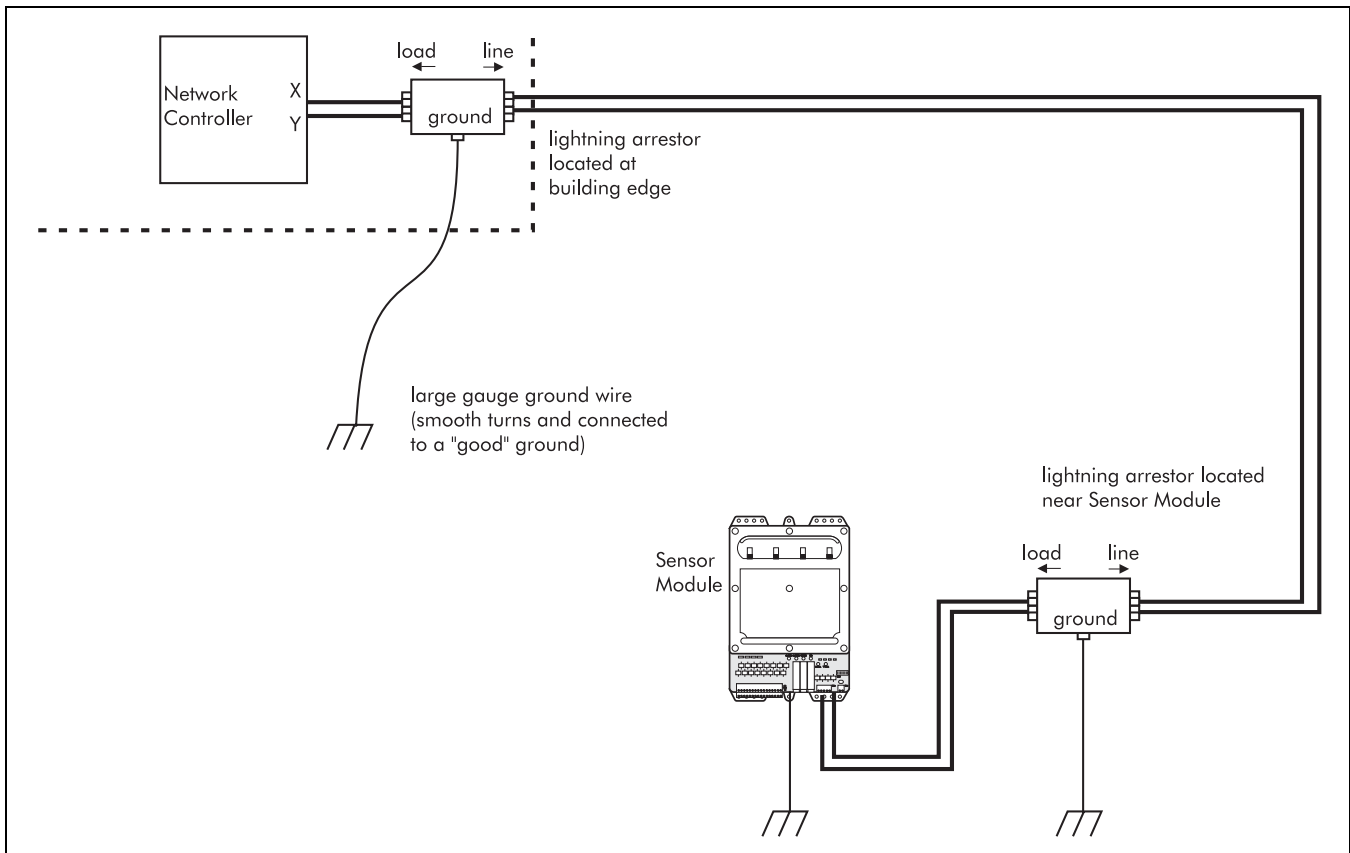 load
line
Network
Controller
X
Y
ground
lightning arrestor
located at
building edge
large gauge ground wire
(smooth turns and connected
to a "good" ground)
lightning arrestor located
near Sensor Module
Sensor
Module
load
line
ground